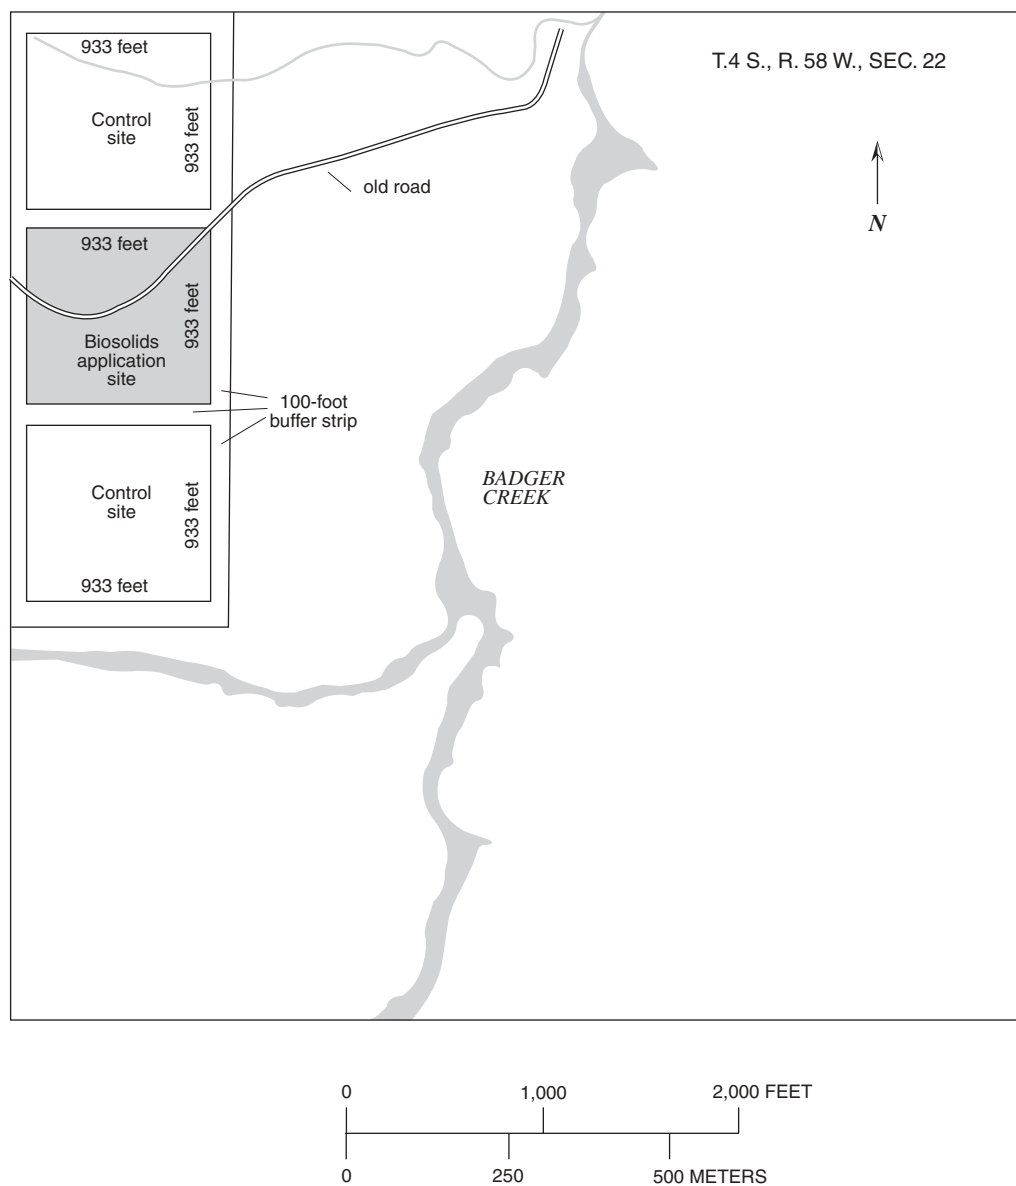 T.4 S., R. 58 W., SEC. 22
933 feet
Control
site
933 feet
old road
N
933 feet
933 feet
Biosolids
application
site
100-foot
buffer strip
BADGER
CREEK
Control
site
933 feet
933 feet
0
1,000
2,000 FEET
0
250
500 METERS